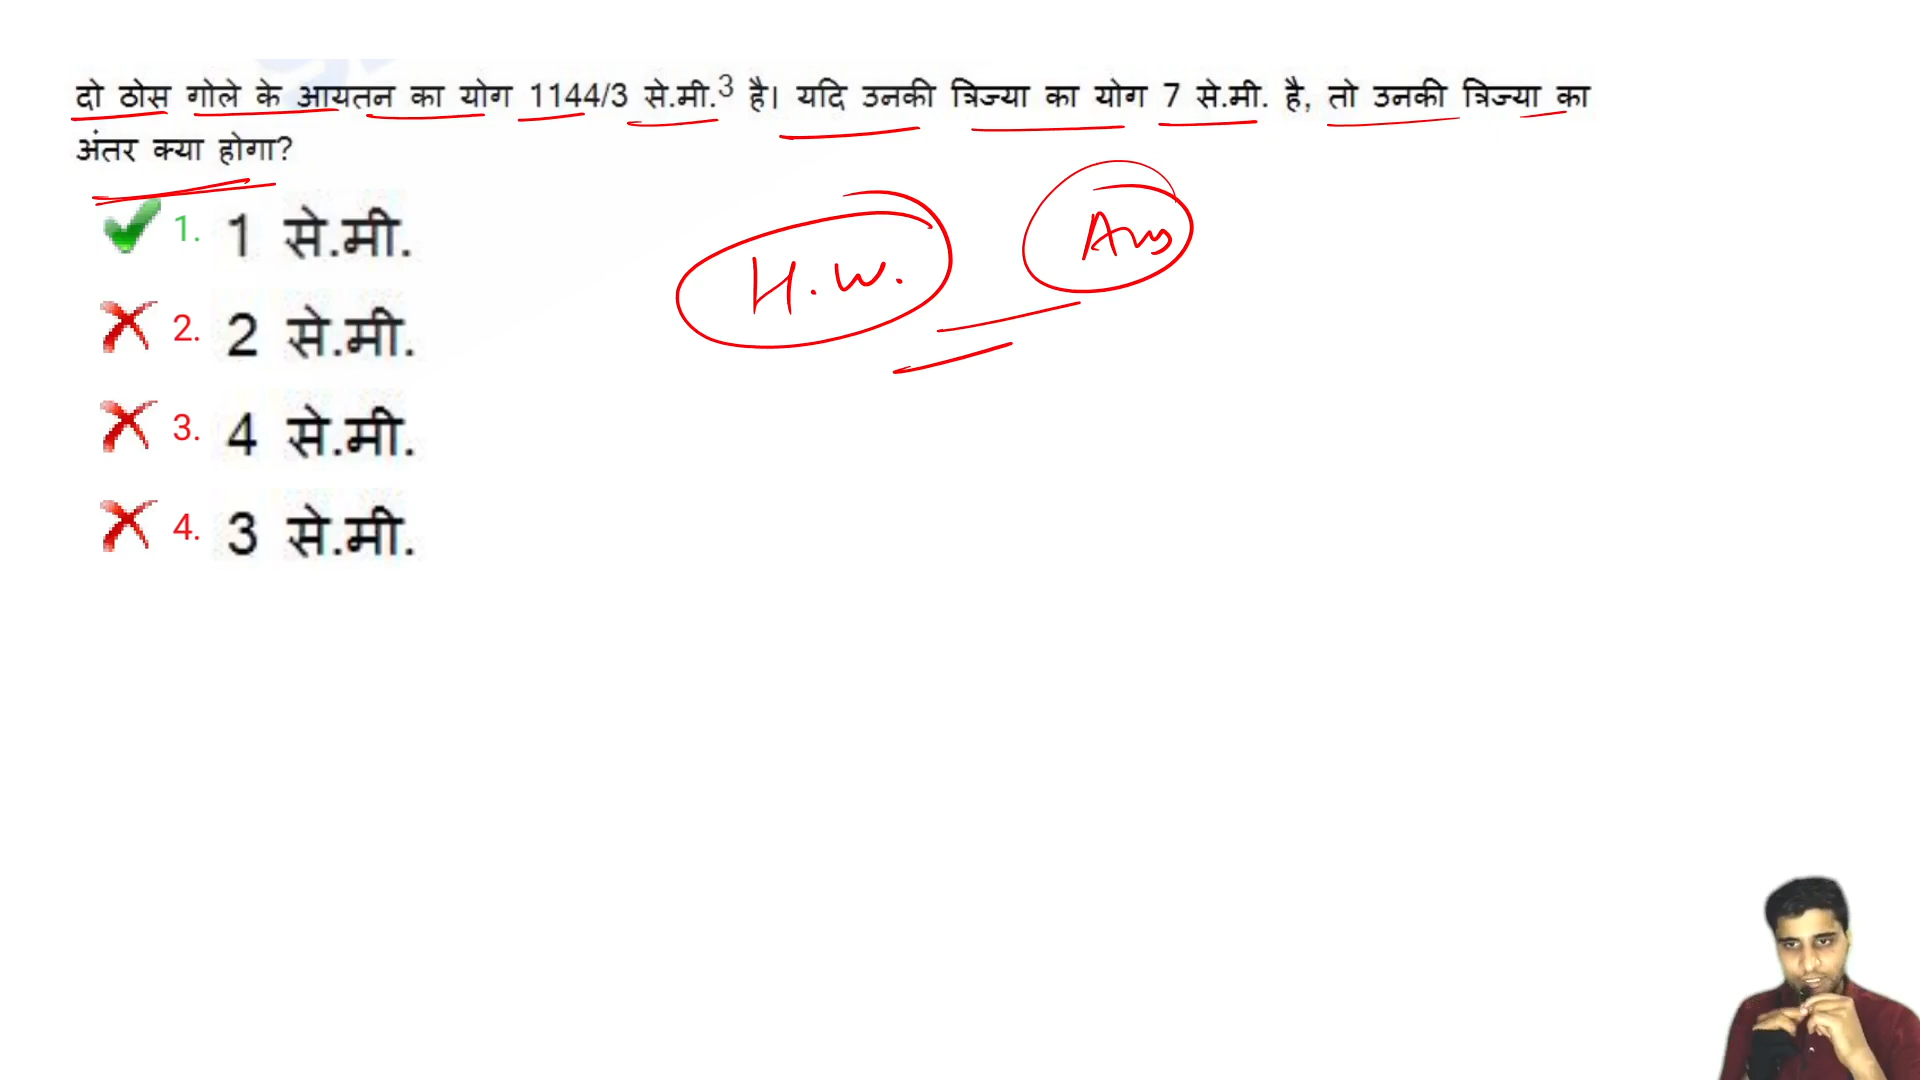 दो ठोस गोले के आयतन का योग 1144/3 से.मी.³ है। यदि उनकी त्रिज्या का योग 7 से.मी. है, तो उनकी त्रिज्या का
अंतर क्या होगा?
1. 1 से.मी.
2. 2 से.मी.
3. 4 से.मी.
4. 3 से.मी.
H.W.
Ans